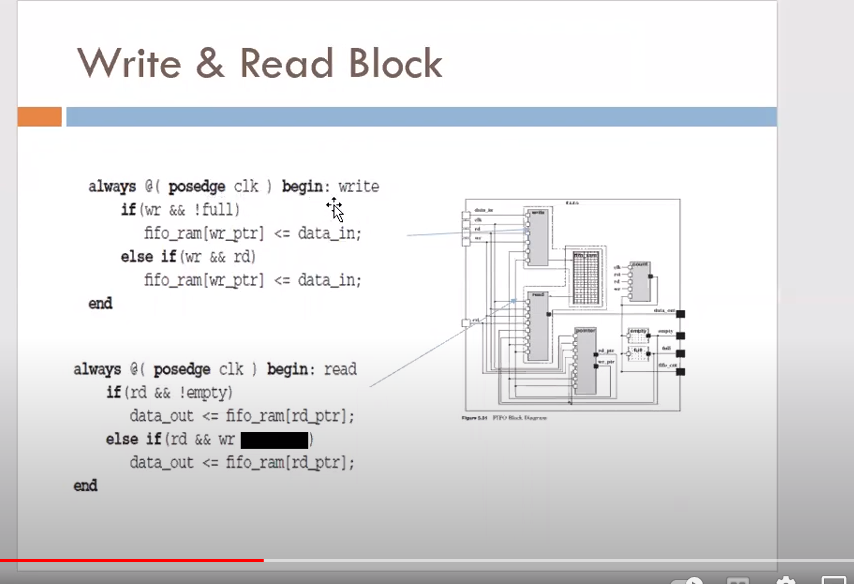 Write & Read Block
always @( posedge clk ) begin: write
if(wr && !full)
fifo_ram[wr_ptr] <= data_in;
else if(wr && rd)
fifo_ram[wr_ptr] <= data_in;
end
always @( posedge clk ) begin: read
if(rd && !empty)
data_out <= fifo_ram[rd_ptr];
else if(rd && wr )
data_out <= fifo_ram[rd_ptr];
end
data_in
clk
rd
wr
write
fifo_ram
count
clk
rst
rd
wr
read
rst
data_out
pointer
empty
empty
rd_ptr
full
full
wr_ptr
fifo_cnt
Figure 5.51 FIFO Block Diagram